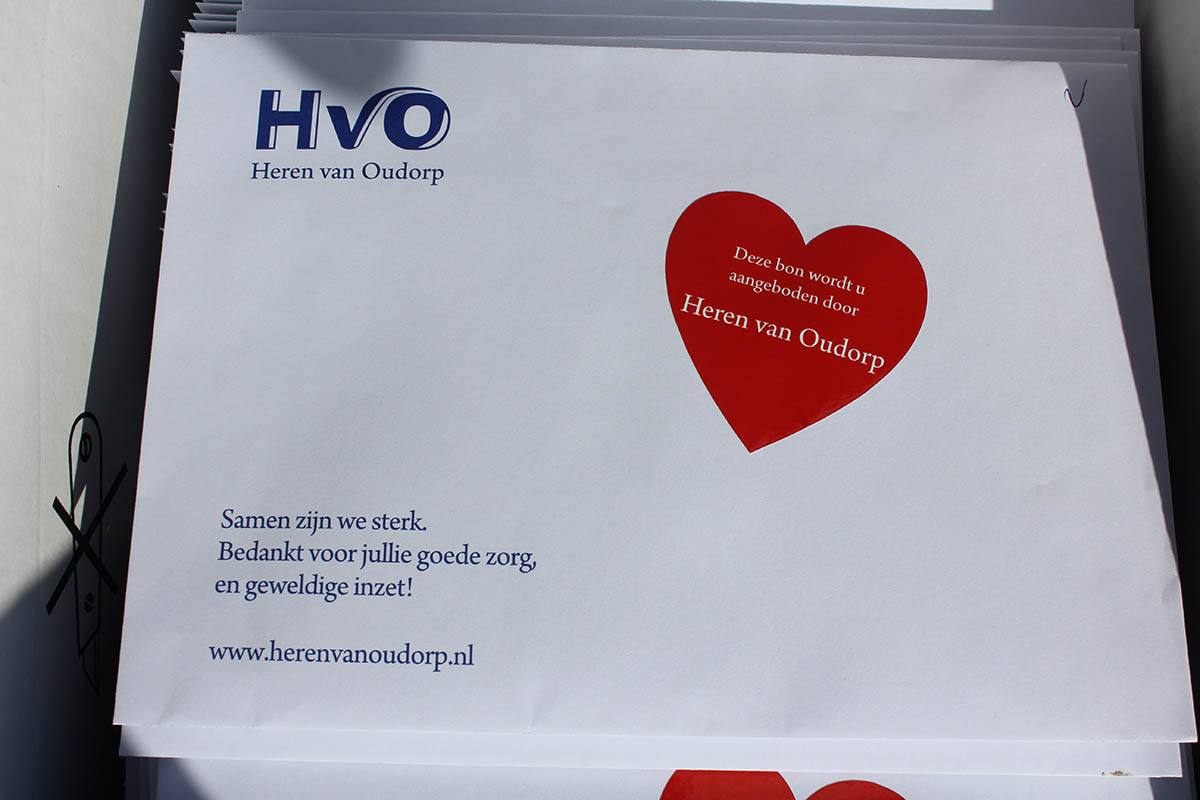 HvO
Heren van Oudorp
Deze bon wordt u
aangeboden door
Heren van Oudorp
Samen zijn we sterk.
Bedankt voor jullie goede zorg,
en geweldige inzet!
www.herenvanoudorp.nl